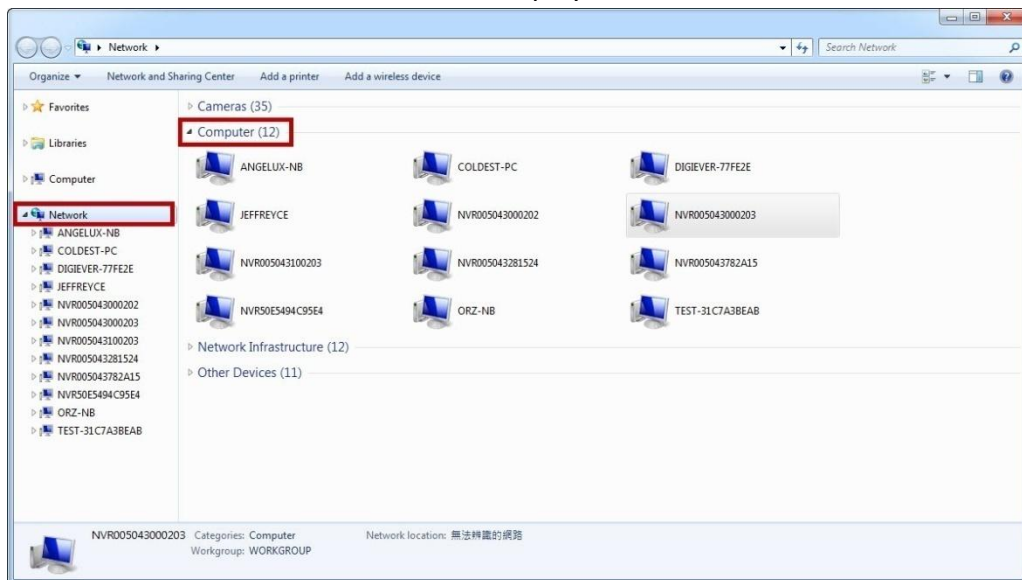 Network
Search Network
Organize
Network and Sharing Center
Add a printer
Add a wireless device
Favorites
Libraries
Computer
Network
ANGELUX-NB
COLDEST-PC
DIGIEVER-77FE2E
JEFFREYCE
NVR005043000202
NVR005043000203
NVR005043100203
NVR005043281524
NVR005043782A15
NVR50E5494C95E4
ORZ-NB
TEST-31C7A3BEAB
Cameras (35)
Computer (12)
ANGELUX-NB
COLDEST-PC
DIGIEVER-77FE2E
JEFFREYCE
NVR005043000202
NVR005043000203
NVR005043100203
NVR005043281524
NVR005043782A15
NVR50E5494C95E4
ORZ-NB
TEST-31C7A3BEAB
Network Infrastructure (12)
Other Devices (11)
NVR005043000203 Categories: Computer Network location: 無法辨識的網路
Workgroup: WORKGROUP